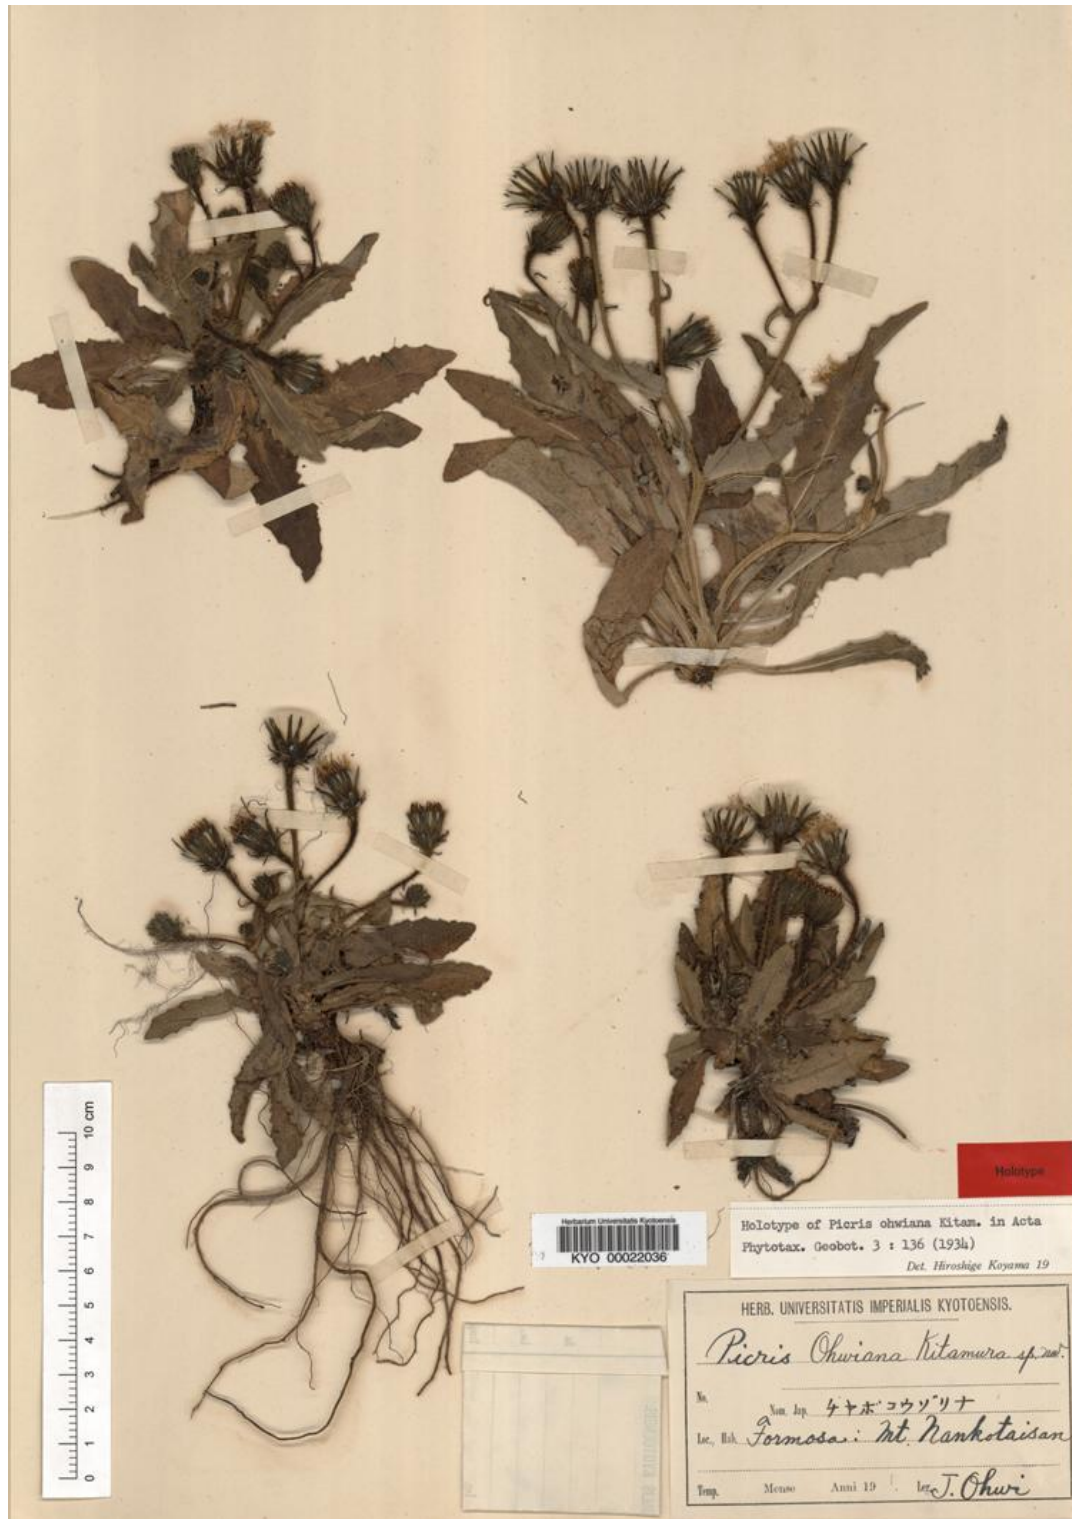 10 cm
9
8
7
6
5
4
3
2
1
0
Holotype
Herbarium Universitatis Kyotoensis
KYO 00022036
Holotype of Picris ohwiana Kitam. in Acta
Phytotax. Geobot. 3 : 136 (1934)
Det. Hiroshige Koyama 19
HERB. UNIVERSITATIS IMPERIALIS KYOTOENSIS.
Picris Ohwiana Kitamura sp. nov.
No.
Nom. Jap. チャボコウゾリナ
Loc., Hab. Formosa: Mt. Nankotaisan
Temp. Mense Anni 19 Leg. J. Ohwi